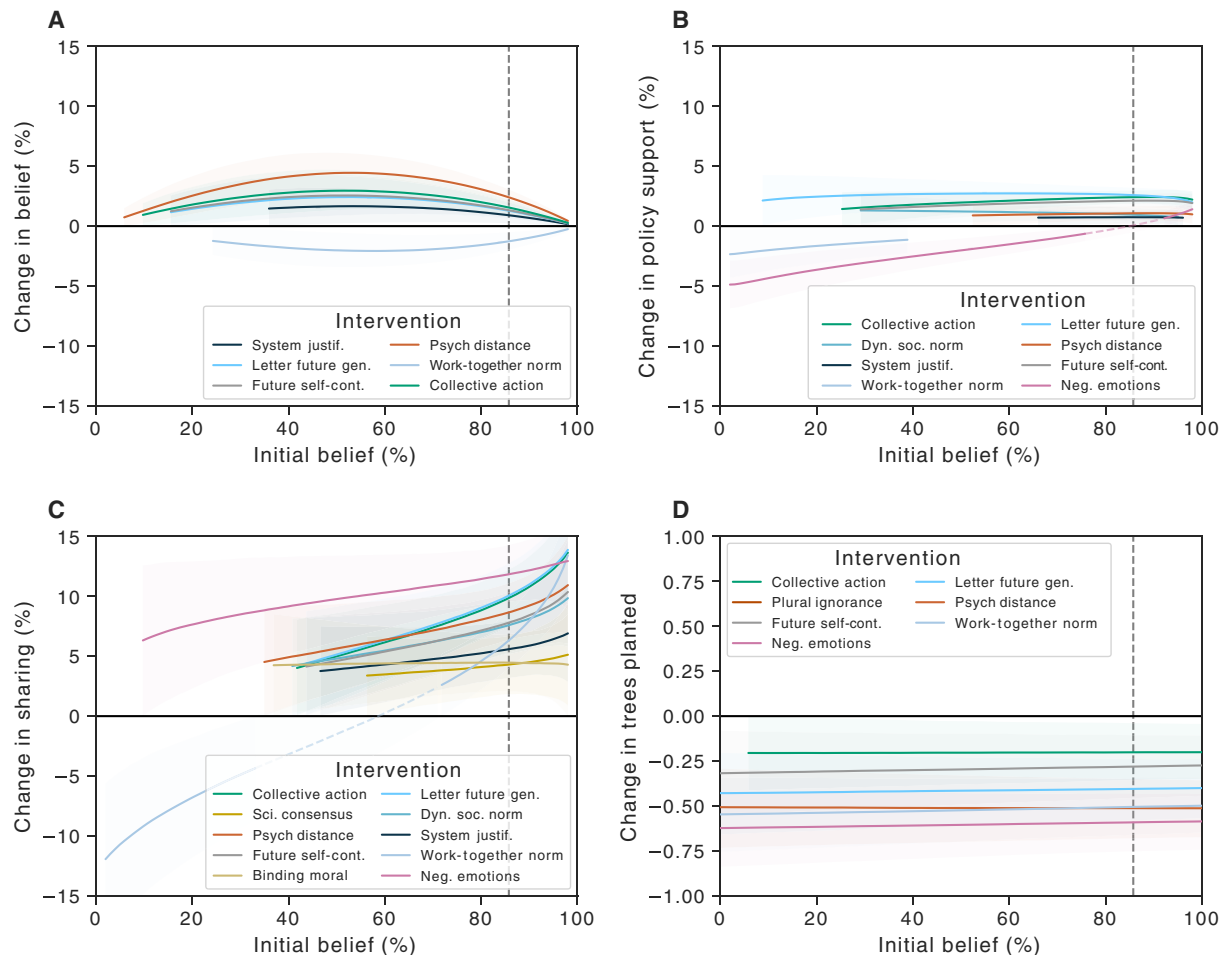 A
Change in belief (%)
15
10
5
0
−5
−10
−15
0 20 40 60 80 100
Initial belief (%)
Intervention
System justif. Psych distance
Letter future gen. Work-together norm
Future self-cont. Collective action
B
Change in policy support (%)
15
10
5
0
−5
−10
−15
0 20 40 60 80 100
Initial belief (%)
Intervention
Collective action Letter future gen.
Dyn. soc. norm Psych distance
System justif. Future self-cont.
Work-together norm Neg. emotions
C
Change in sharing (%)
15
10
5
0
−5
−10
−15
0 20 40 60 80 100
Initial belief (%)
Intervention
Collective action Letter future gen.
Sci. consensus Dyn. soc. norm
Psych distance System justif.
Future self-cont. Work-together norm
Binding moral Neg. emotions
D
Change in trees planted
1.00
0.75
0.50
0.25
0.00
−0.25
−0.50
−0.75
−1.00
0 20 40 60 80 100
Initial belief (%)
Intervention
Collective action Letter future gen.
Plural ignorance Psych distance
Future self-cont. Work-together norm
Neg. emotions